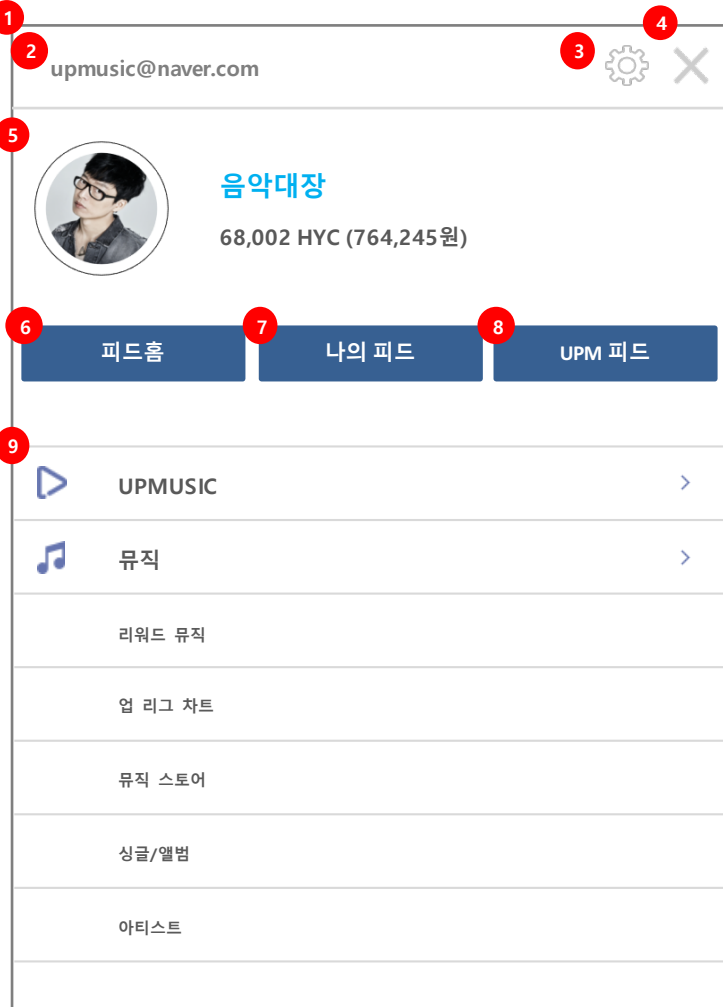 1
2
3
4
upmusic@naver.com
5
음악대장
68,002 HYC (764,245원)
6
7
8
피드홈
나의 피드
UPM 피드
9
UPMUSIC
뮤직
리워드 뮤직
업 리그 차트
뮤직 스토어
싱글/앨범
아티스트